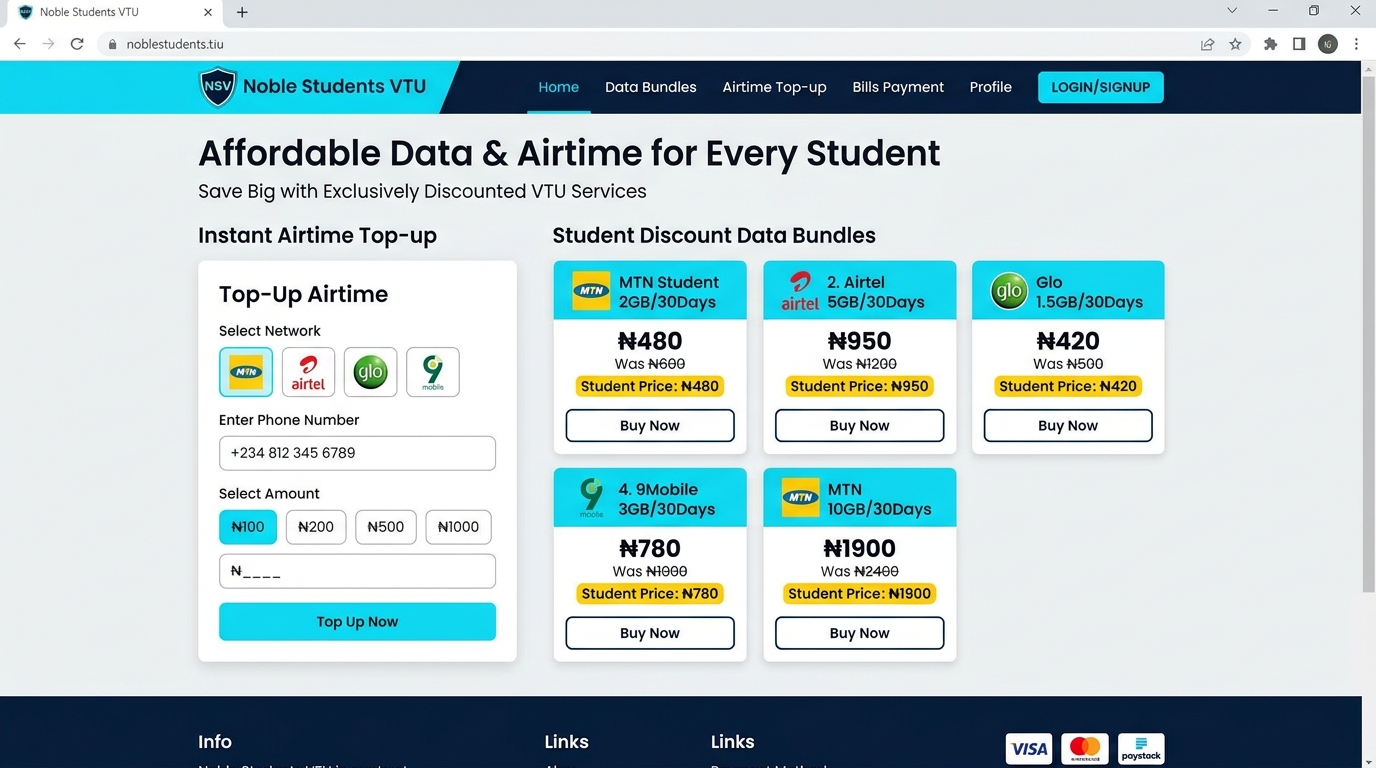 Noble Students VTU
noblestudents.tiu
NSV Noble Students VTU
Home Data Bundles Airtime Top-up Bills Payment Profile LOGIN/SIGNUP
Affordable Data & Airtime for Every Student
Save Big with Exclusively Discounted VTU Services
Instant Airtime Top-up
Top-Up Airtime
Select Network
MTN airtel glo 9 mobile
Enter Phone Number
+234 812 345 6789
Select Amount
₦100 ₦200 ₦500 ₦1000
₦____
Top Up Now
Student Discount Data Bundles
MTN
MTN Student
2GB/30Days
₦480
Was ₦600
Student Price: ₦480
Buy Now
airtel
2. Airtel
5GB/30Days
₦950
Was ₦1200
Student Price: ₦950
Buy Now
glo
Glo
1.5GB/30Days
₦420
Was ₦500
Student Price: ₦420
Buy Now
9
4. 9Mobile
3GB/30Days
₦780
Was ₦1000
Student Price: ₦780
Buy Now
MTN
MTN
10GB/30Days
₦1900
Was ₦2400
Student Price: ₦1900
Buy Now
Info
Links
Links
VISA
paystack